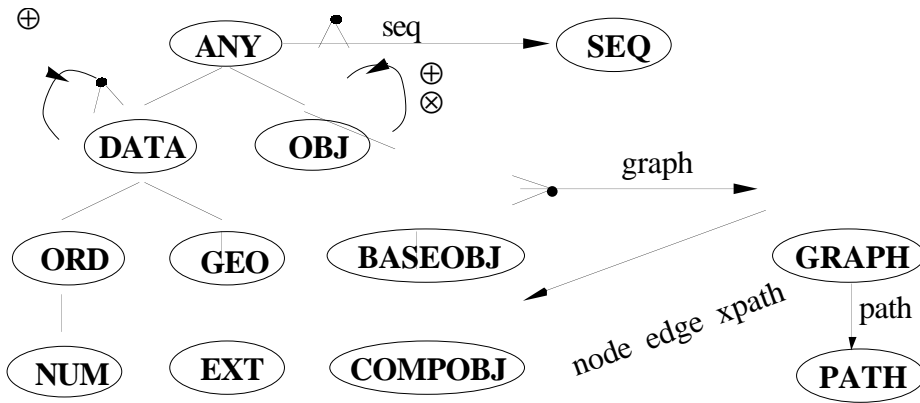 ⊕
ANY seq SEQ
⊕
⊗
DATA OBJ
graph
ORD GEO BASEOBJ GRAPH
node edge xpath path
NUM EXT COMPOBJ PATH